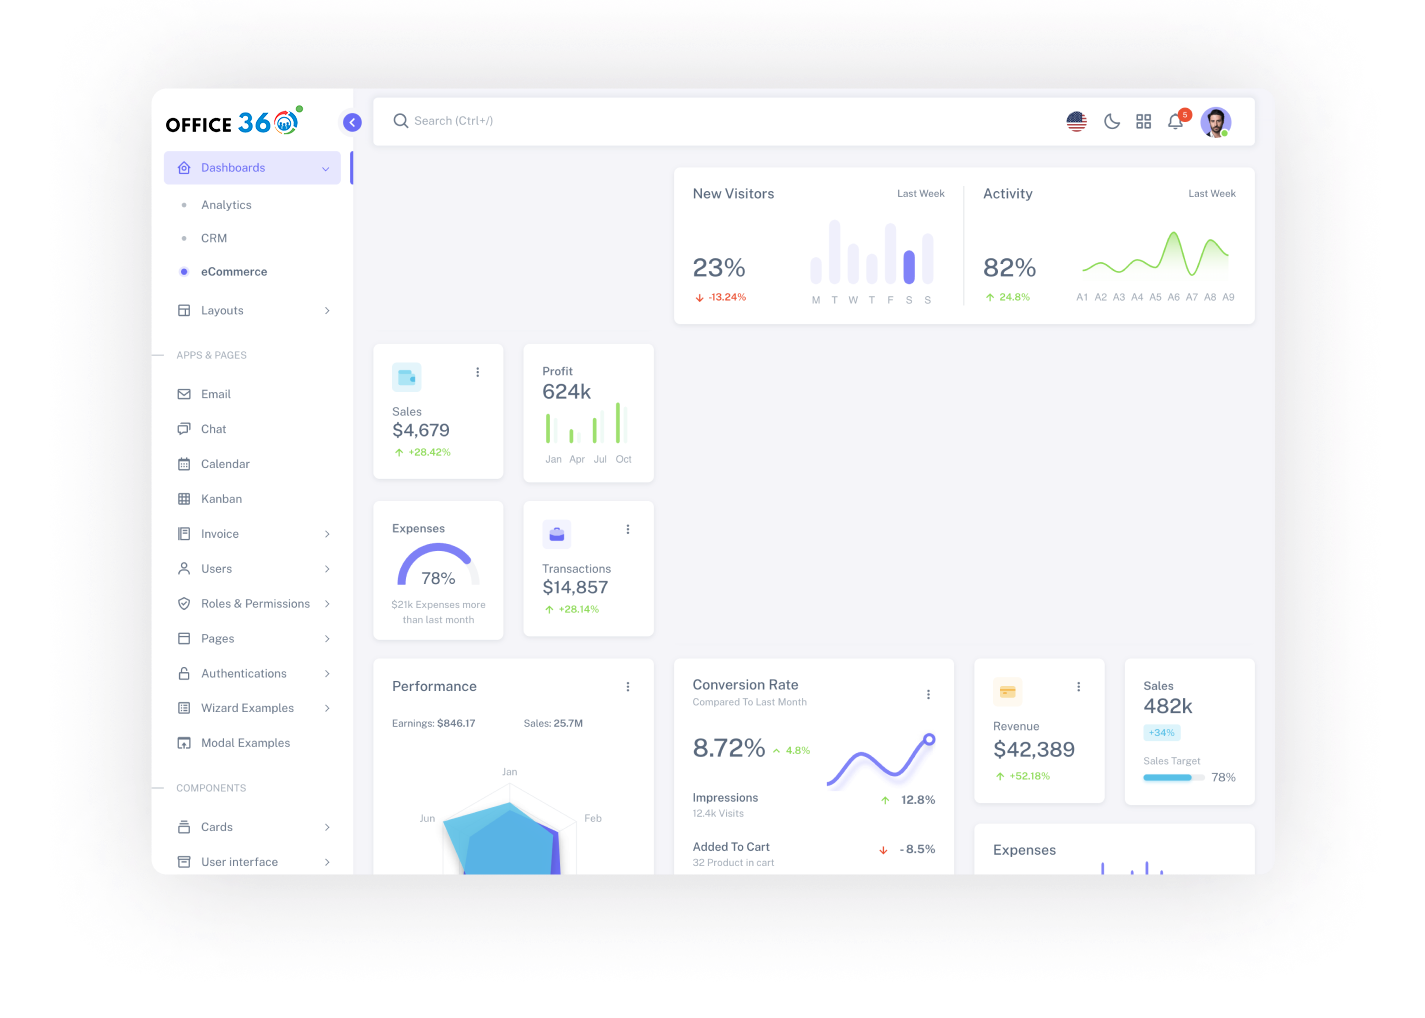 OFFICE 360
Dashboards
Analytics
CRM
eCommerce
Layouts
APPS & PAGES
Email
Chat
Calendar
Kanban
Invoice
Users
Roles & Permissions
Pages
Authentications
Wizard Examples
Modal Examples
COMPONENTS
Cards
User interface
Search (Ctrl+/)
5
New Visitors
Last Week
23%
-13.24%
M T W T F S S
Activity
Last Week
82%
24.8%
A1 A2 A3 A4 A5 A6 A7 A8 A9
Sales
$4,679
+28.42%
Profit
624k
Jan Apr Jul Oct
Expenses
78%
$21k Expenses more
than last month
Transactions
$14,857
+28.14%
Performance
Earnings: $846.17
Sales: 25.7M
Jan
Jun
Feb
Conversion Rate
Compared To Last Month
8.72%
4.8%
Impressions
12.4k Visits
12.8%
Added To Cart
32 Product in cart
- 8.5%
Revenue
$42,389
+52.18%
Sales
482k
+34%
Sales Target
78%
Expenses